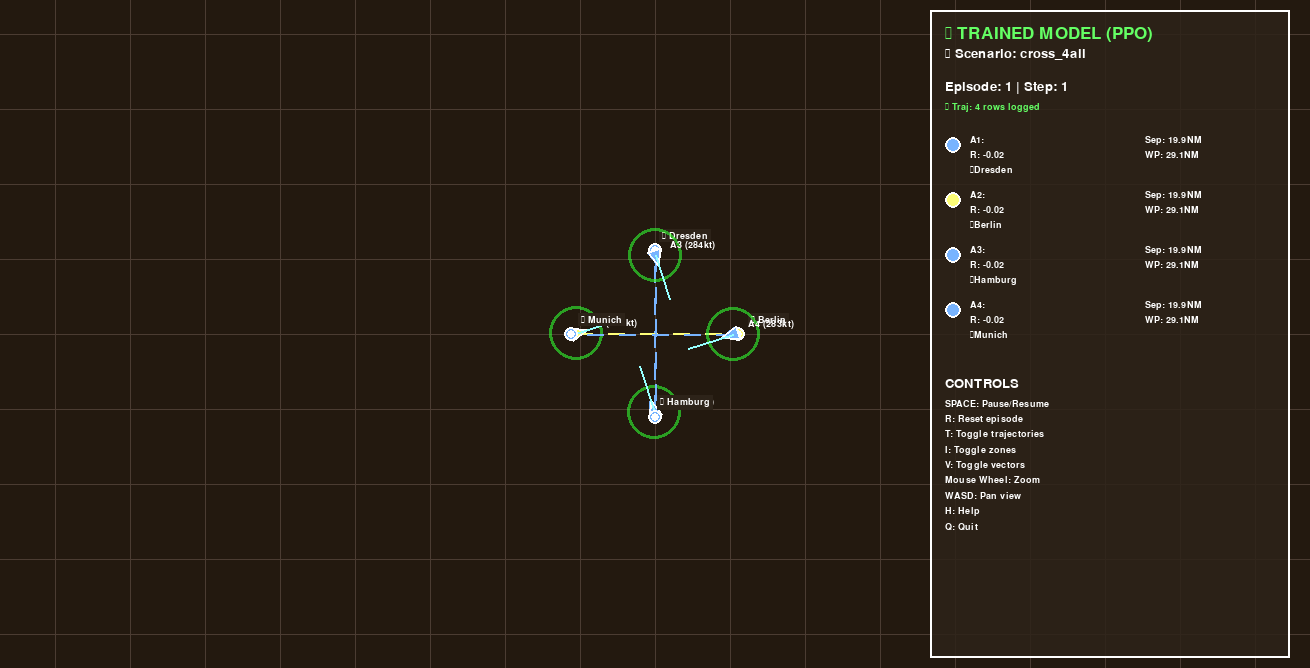 TRAINED MODEL (PPO)
Scenario: cross_4all
Episode: 1 | Step: 1
Traj: 4 rows logged
A1:
Sep: 19.9NM
R: -0.02
WP: 29.1NM
Dresden
A2:
Sep: 19.9NM
R: -0.02
WP: 29.1NM
Berlin
A3:
Sep: 19.9NM
R: -0.02
WP: 29.1NM
Hamburg
A4:
Sep: 19.9NM
R: -0.02
WP: 29.1NM
Munich
CONTROLS
SPACE: Pause/Resume
R: Reset episode
T: Toggle trajectories
I: Toggle zones
V: Toggle vectors
Mouse Wheel: Zoom
WASD: Pan view
H: Help
Q: Quit
Dresden
A3 (284kt)
Munich
kt)
Berlin
A4 (283kt)
Hamburg